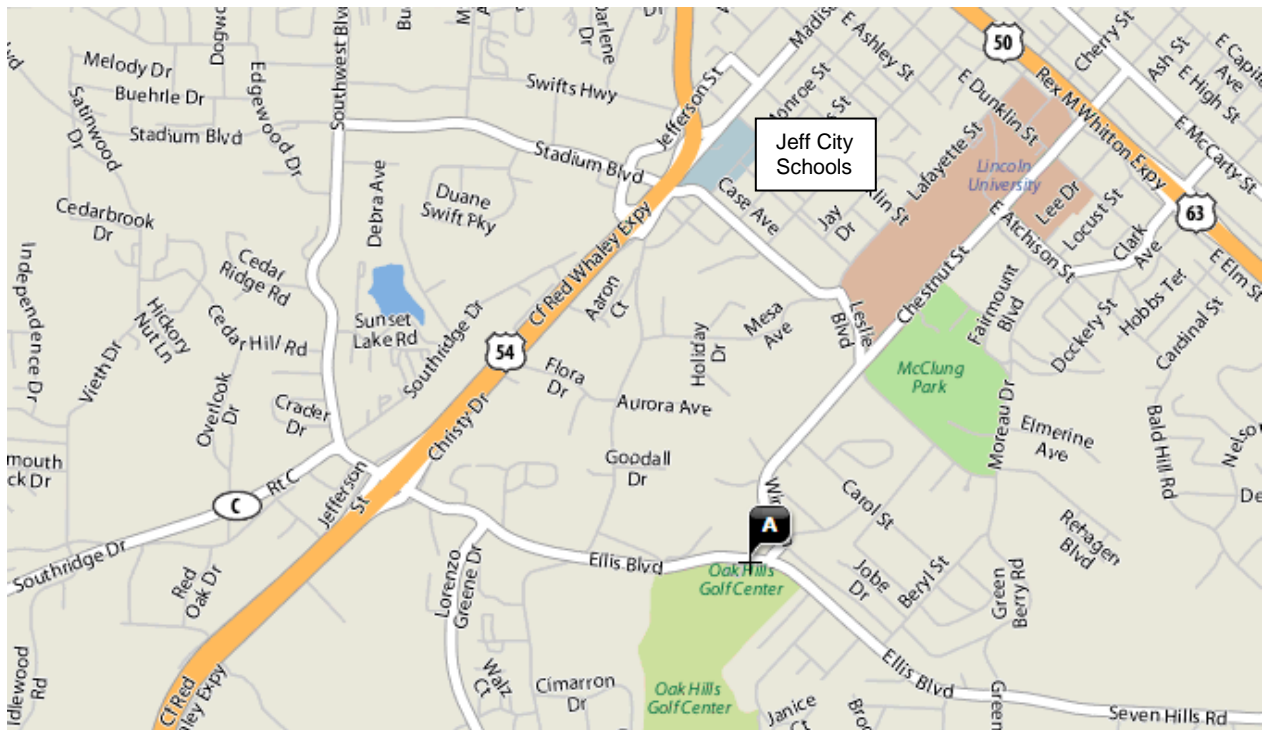 Melody Dr
Buehrle Dr
Stadium Blvd
Satinwood
Dr
Edgewood Dr
Southwest Blvd
Swifts Hwy
Darlene
Dr
Jefferson St
Stadium Blvd
E Ashley St
Monroe St
50
Cherry St
Ash St
E High St
E Capitol
Ave
Rex M Whitton Expy
E McCarty St
E Dunklin St
Jeff City
Schools
Lafayette St
Lincoln
University
Lee Dr
Locust St
E Atchison St
Clark
Ave
63
E Elm St
Case Ave
Jay
Dr
Debra Ave
Duane
Swift Pky
Cedarbrook
Dr
Cedar
Ridge Rd
Independence Dr
Hickory
Nut Ln
Cedar Hill Rd
Vieth Dr
Overlook
Dr
Crader
Dr
Sunset
Lake Rd
Southridge Dr
Cf Red Whaley Expy
Aaron
Ct
54
Christy Dr
Flora
Dr
Holiday
Dr
Mesa
Ave
Aurora Ave
Goodall
Dr
Leslie
Blvd
Chestnut St
McClung
Park
Fairmount
Blvd
Dockery St
Hobbs Ter
Cardinal St
Moreau Dr
Elmerine
Ave
Bald Hill Rd
Rt C
C
Jefferson
St
Southridge Dr
Red
Oak Dr
Lorenzo
Greene Dr
Ellis Blvd
A
Oak Hills
Golf Center
Carol St
Jobe
Dr
Beryl St
Green
Berry Rd
Rehagen
Blvd
Idlewood
Rd
Cf Red
Walz
Ct
Cimarron
Dr
Oak Hills
Golf Center
Janice
Ct
Ellis Blvd
Seven Hills Rd